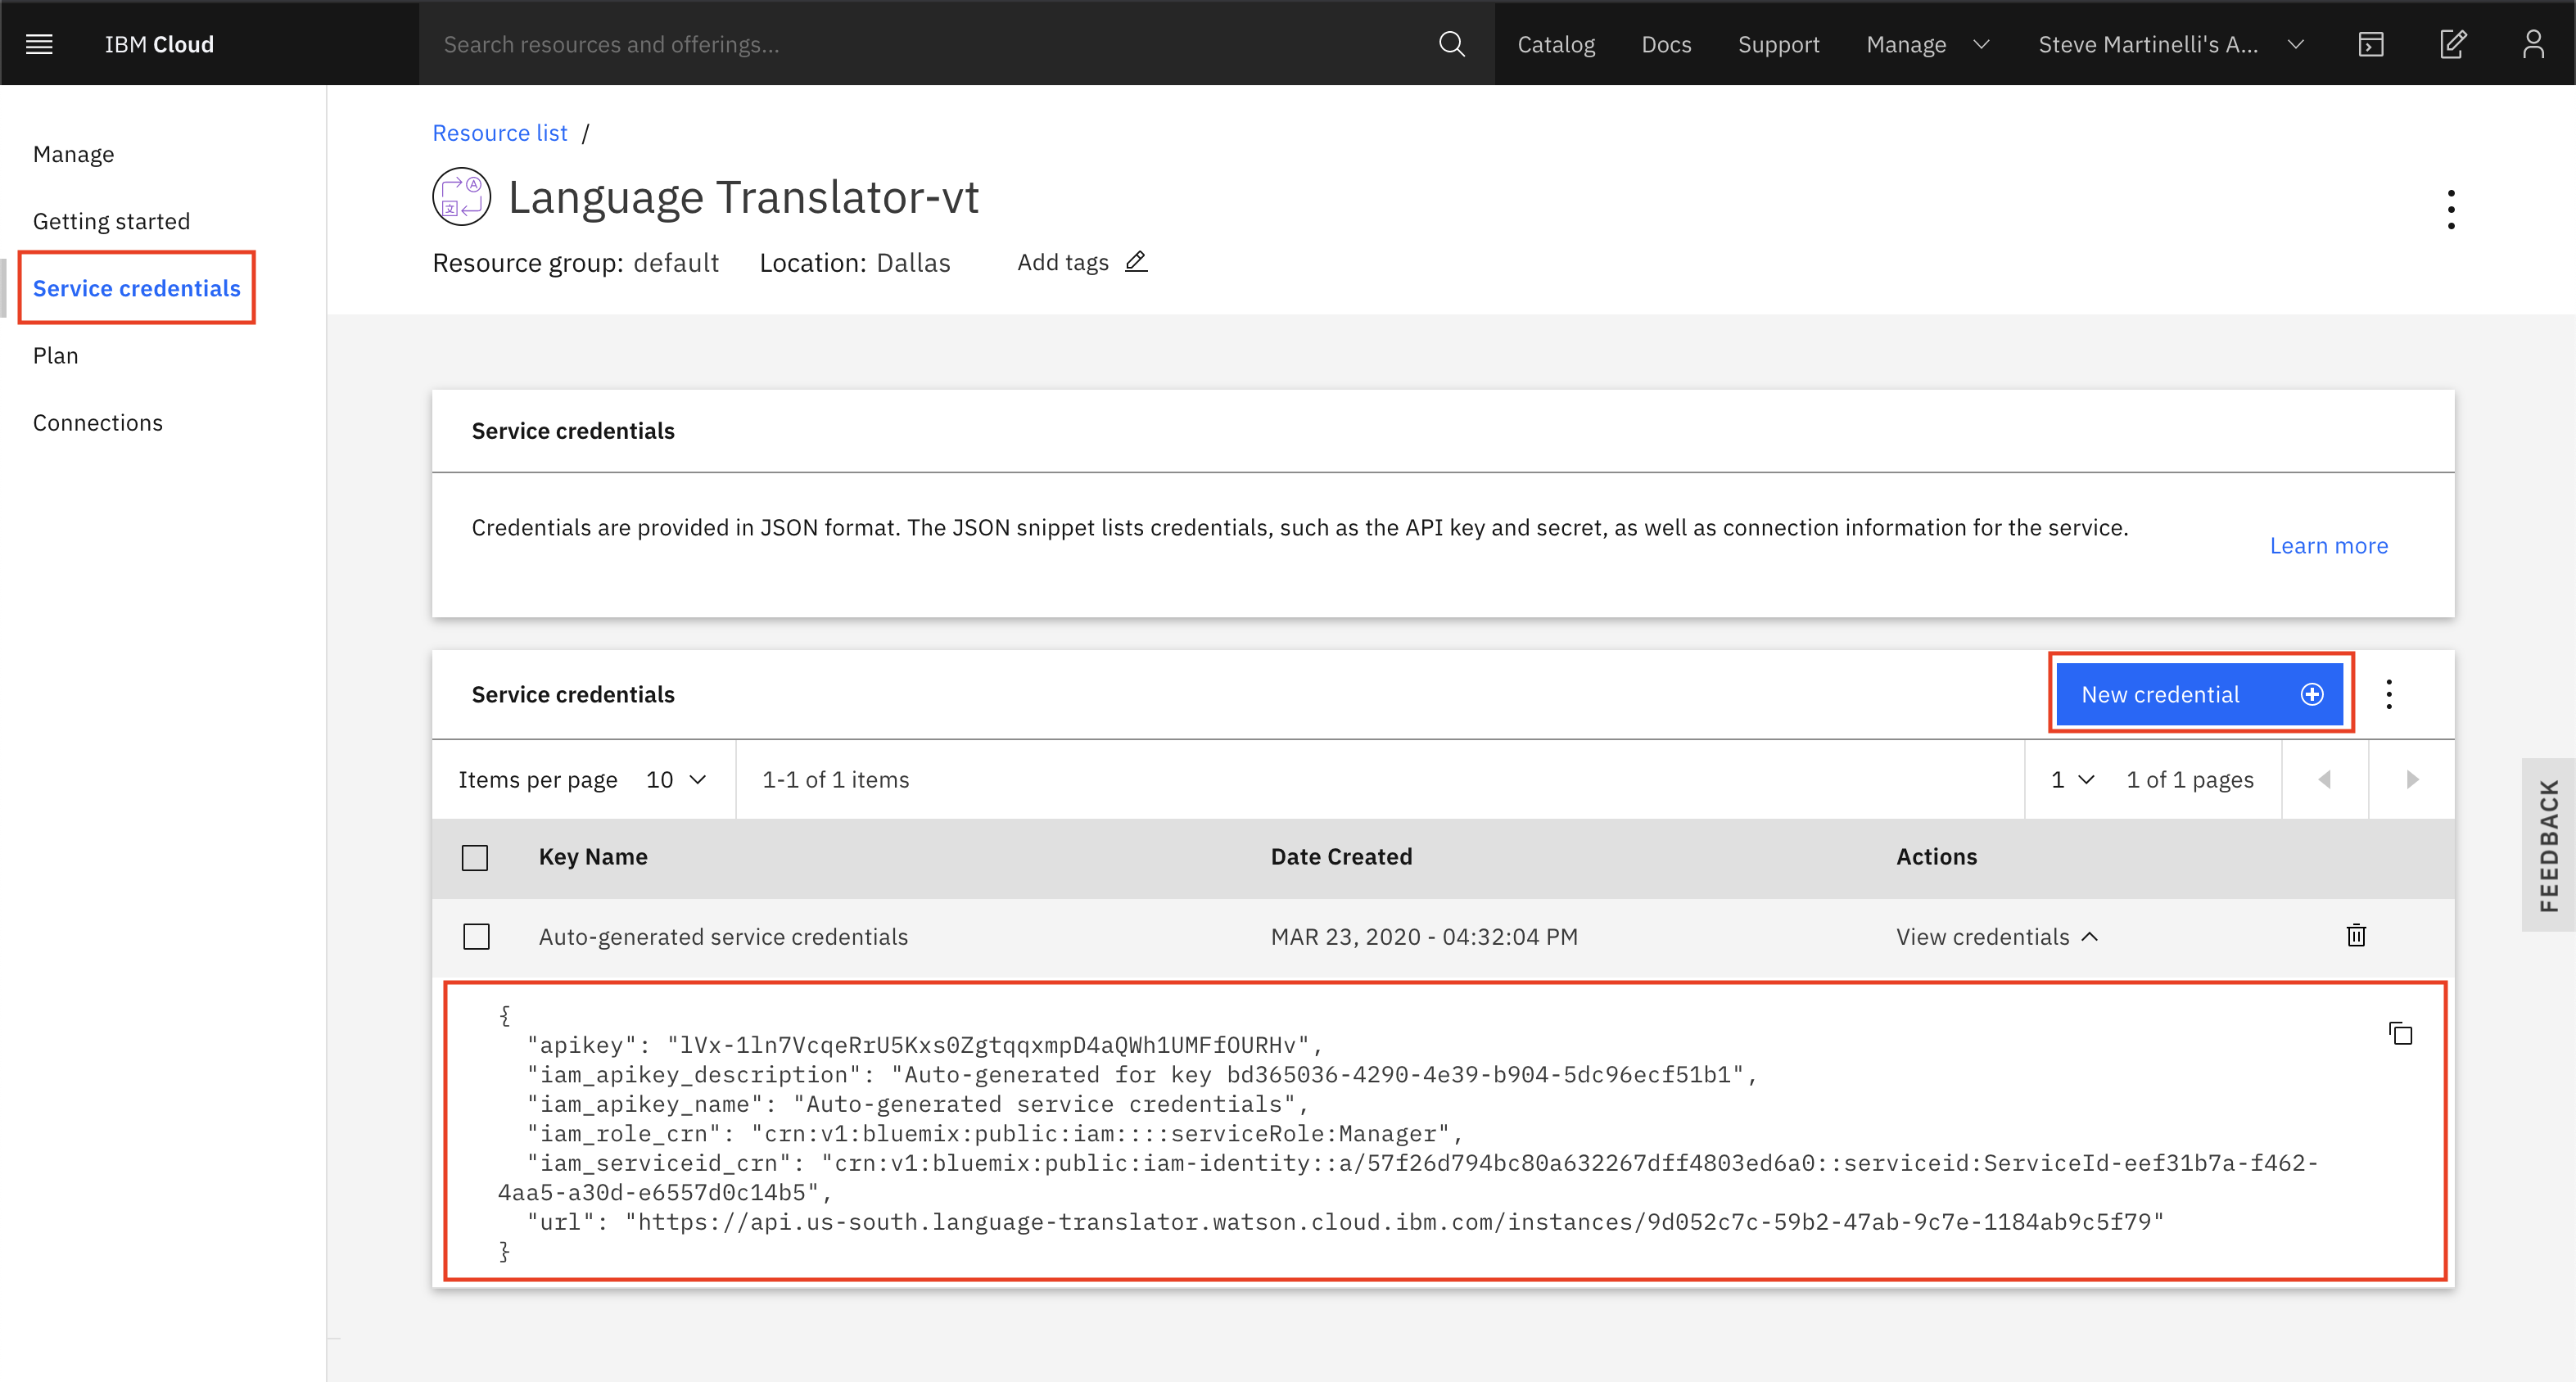 IBM Cloud
Search resources and offerings...
Catalog
Docs
Support
Manage
Steve Martinelli's A...
Manage
Getting started
Service credentials
Plan
Connections
Resource list /
Language Translator-vt
Resource group: default Location: Dallas Add tags
Service credentials
Credentials are provided in JSON format. The JSON snippet lists credentials, such as the API key and secret, as well as connection information for the service.
Learn more
Service credentials
New credential
Items per page 10 1-1 of 1 items 1 1 of 1 pages
Key Name Date Created Actions
Auto-generated service credentials MAR 23, 2020 - 04:32:04 PM View credentials
{
"apikey": "lVx-1ln7VcqeRrU5Kxs0ZgtqqxmpD4aQWh1UMFfOURHv",
"iam_apikey_description": "Auto-generated for key bd365036-4290-4e39-b904-5dc96ecf51b1",
"iam_apikey_name": "Auto-generated service credentials",
"iam_role_crn": "crn:v1:bluemix:public:iam::::serviceRole:Manager",
"iam_serviceid_crn": "crn:v1:bluemix:public:iam-identity::a/57f26d794bc80a632267dff4803ed6a0::serviceid:ServiceId-eef31b7a-f462-
4aa5-a30d-e6557d0c14b5",
"url": "https://api.us-south.language-translator.watson.cloud.ibm.com/instances/9d052c7c-59b2-47ab-9c7e-1184ab9c5f79"
}
FEEDBACK